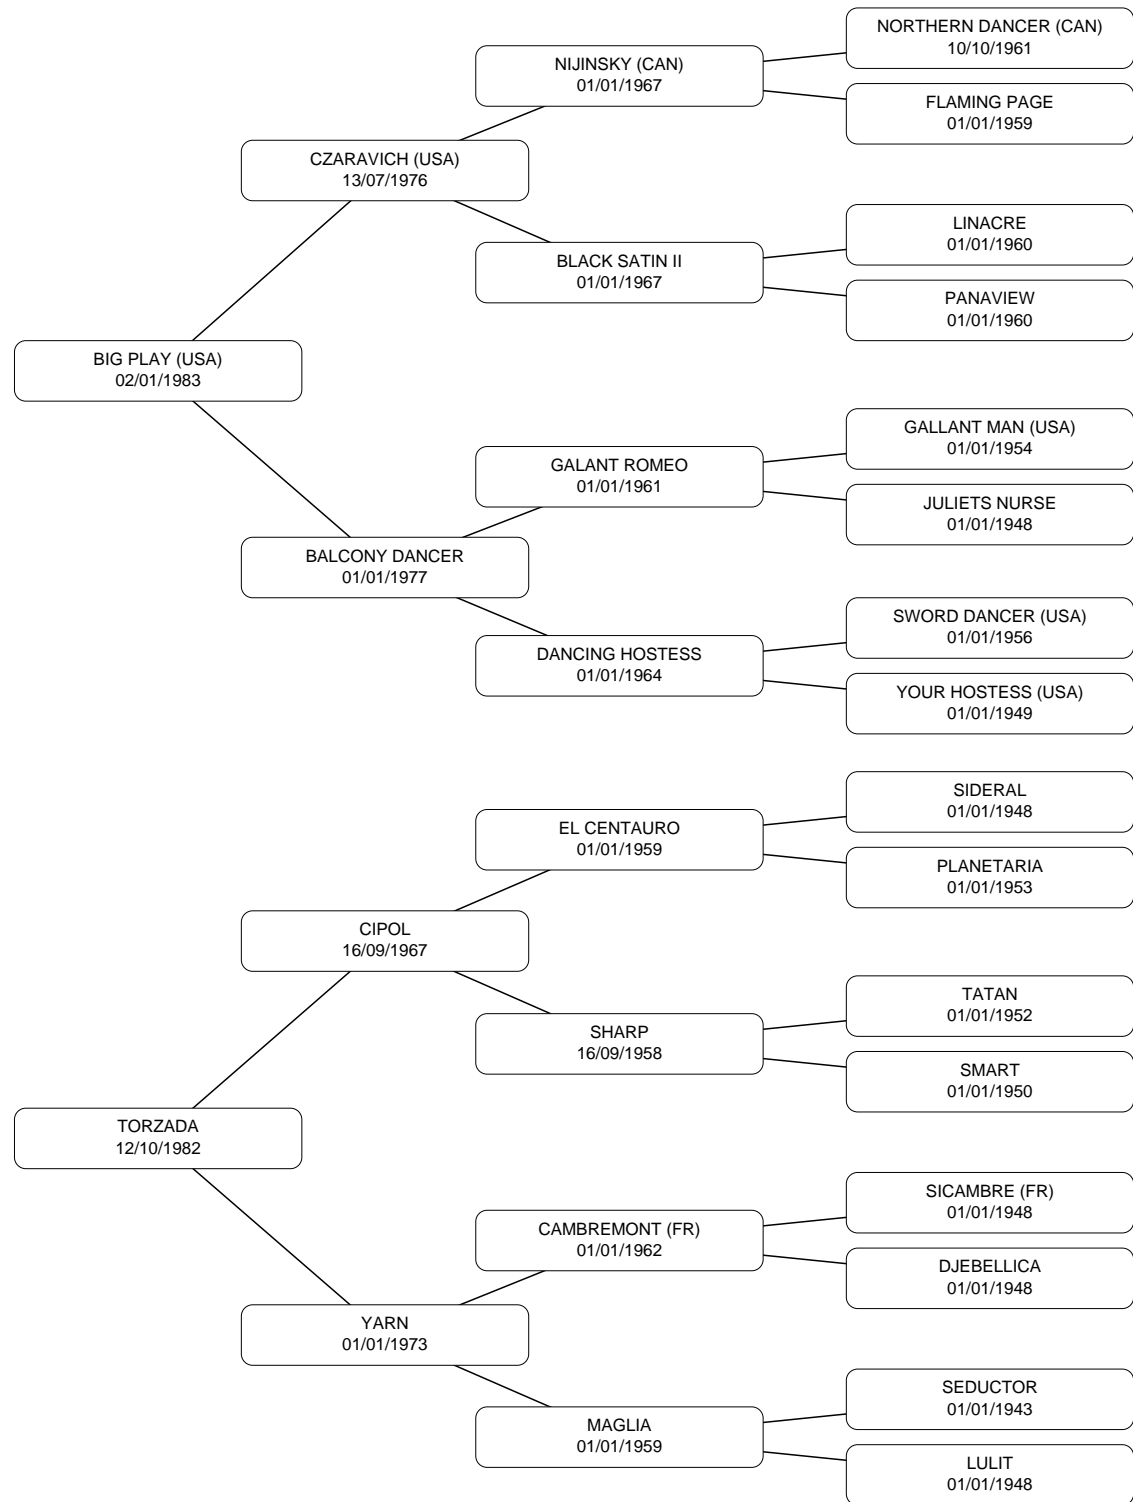 NORTHERN DANCER (CAN)
10/10/1961
NIJINSKY (CAN)
01/01/1967
FLAMING PAGE
01/01/1959
CZARAVICH (USA)
13/07/1976
LINACRE
01/01/1960
BLACK SATIN II
01/01/1967
PANAVIEW
01/01/1960
BIG PLAY (USA)
02/01/1983
GALLANT MAN (USA)
01/01/1954
GALANT ROMEO
01/01/1961
JULIETS NURSE
01/01/1948
BALCONY DANCER
01/01/1977
SWORD DANCER (USA)
01/01/1956
DANCING HOSTESS
01/01/1964
YOUR HOSTESS (USA)
01/01/1949
SIDERAL
01/01/1948
EL CENTAURO
01/01/1959
PLANETARIA
01/01/1953
CIPOL
16/09/1967
TATAN
01/01/1952
SHARP
16/09/1958
SMART
01/01/1950
TORZADA
12/10/1982
SICAMBRE (FR)
01/01/1948
CAMBREMONT (FR)
01/01/1962
DJEBELLICA
01/01/1948
YARN
01/01/1973
SEDUCTOR
01/01/1943
MAGLIA
01/01/1959
LULIT
01/01/1948